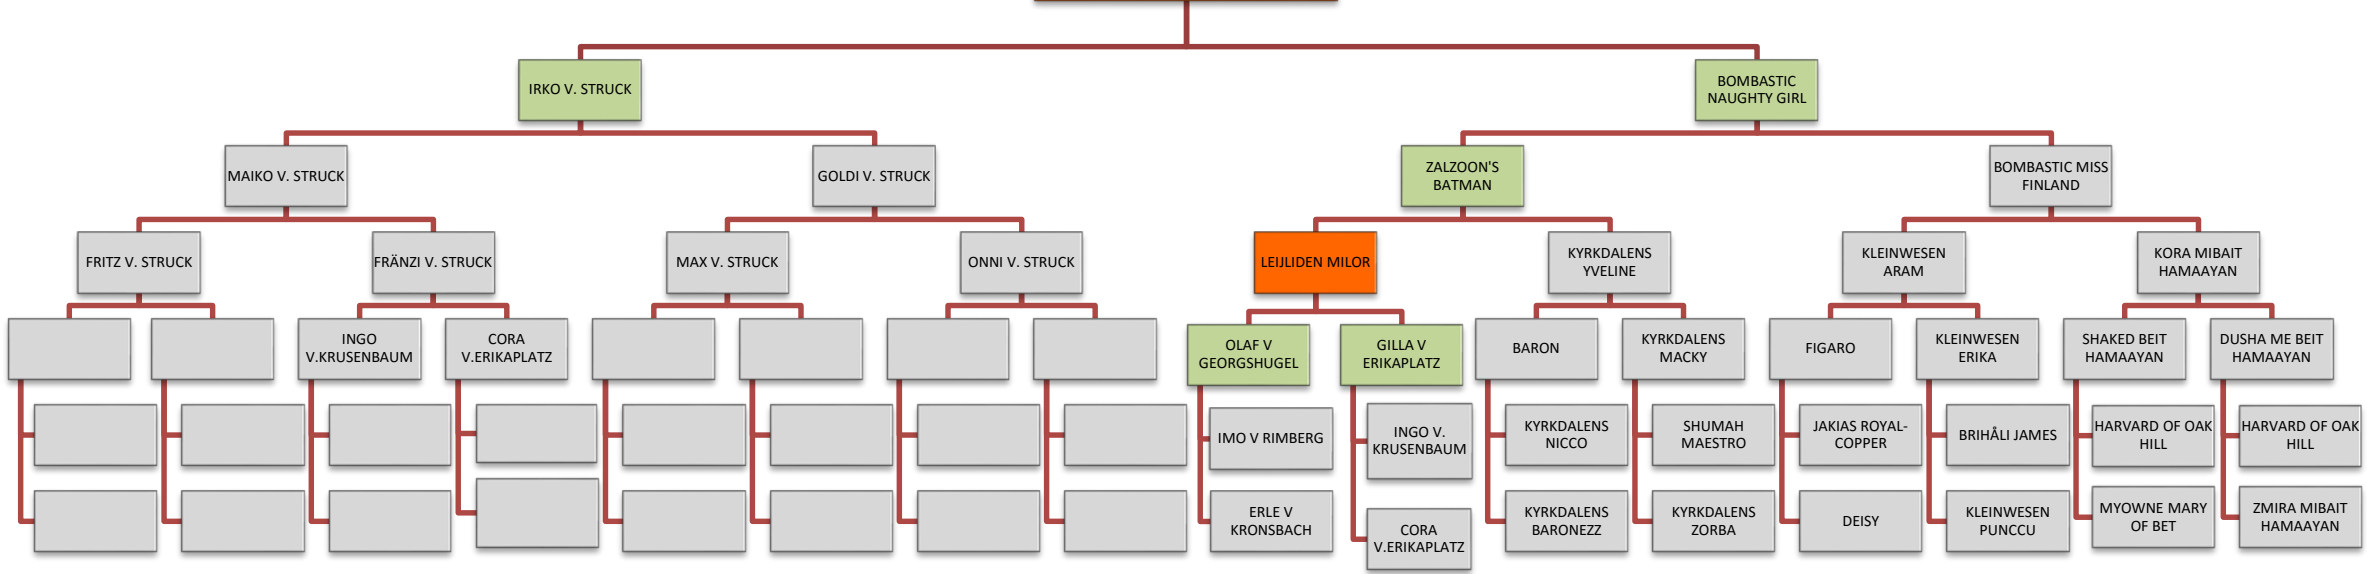 IRKO V. STRUCK
BOMBASTIC
NAUGHTY GIRL
MAIKO V. STRUCK
GOLDI V. STRUCK
ZALZOON'S
BATMAN
BOMBASTIC MISS
FINLAND
FRITZ V. STRUCK
FRÄNZI V. STRUCK
MAX V. STRUCK
ONNI V. STRUCK
LEIJLIDEN MILOR
KYRKDALENS
YVELINE
KLEINWESEN
ARAM
KORA MIBAIT
HAMAAYAN
INGO
V.KRUSENBAUM
CORA
V.ERIKAPLATZ
OLAF V
GEORGSHUGEL
GILLA V
ERIKAPLATZ
BARON
KYRKDALENS
MACKY
FIGARO
KLEINWESEN
ERIKA
SHAKED BEIT
HAMAAYAN
DUSHA ME BEIT
HAMAAYAN
IMO V RIMBERG
INGO V.
KRUSENBAUM
KYRKDALENS
NICCO
SHUMAH
MAESTRO
JAKIAS ROYAL-
COPPER
BRIHÅLI JAMES
HARVARD OF OAK
HILL
HARVARD OF OAK
HILL
ERLE V
KRONSBACH
CORA
V.ERIKAPLATZ
KYRKDALENS
BARONEZZ
KYRKDALENS
ZORBA
DEISY
KLEINWESEN
PUNCCU
MYOWNE MARY
OF BET
ZMIRA MIBAIT
HAMAAYAN